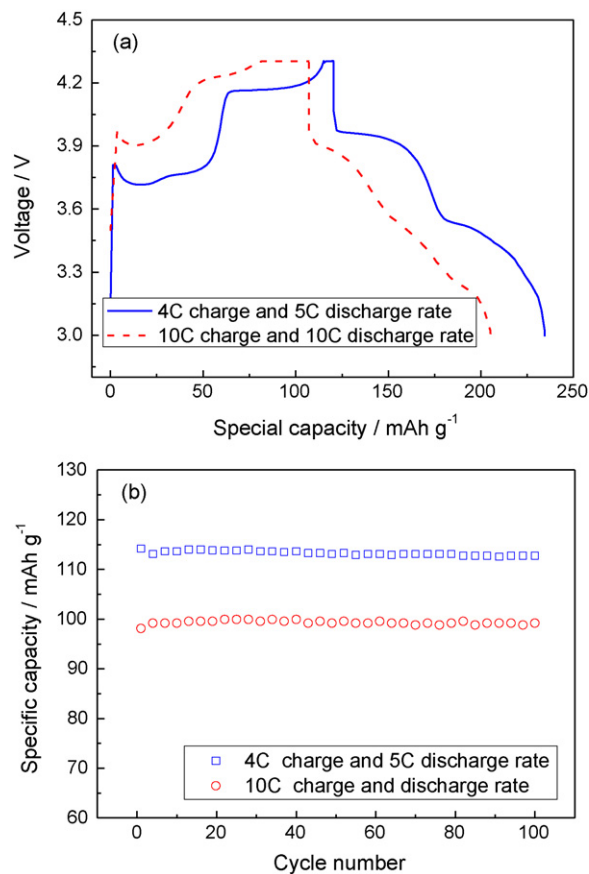 (a)
4.5
4.2
3.9
3.6
3.3
3.0
Voltage / V
4C charge and 5C discharge rate
10C charge and 10C discharge rate
0 50 100 150 200 250
Special capacity / mAh g⁻¹
(b)
130
120
110
100
90
80
70
60
Specific capacity / mAh g⁻¹
4C charge and 5C discharge rate
10C charge and discharge rate
0 20 40 60 80 100
Cycle number